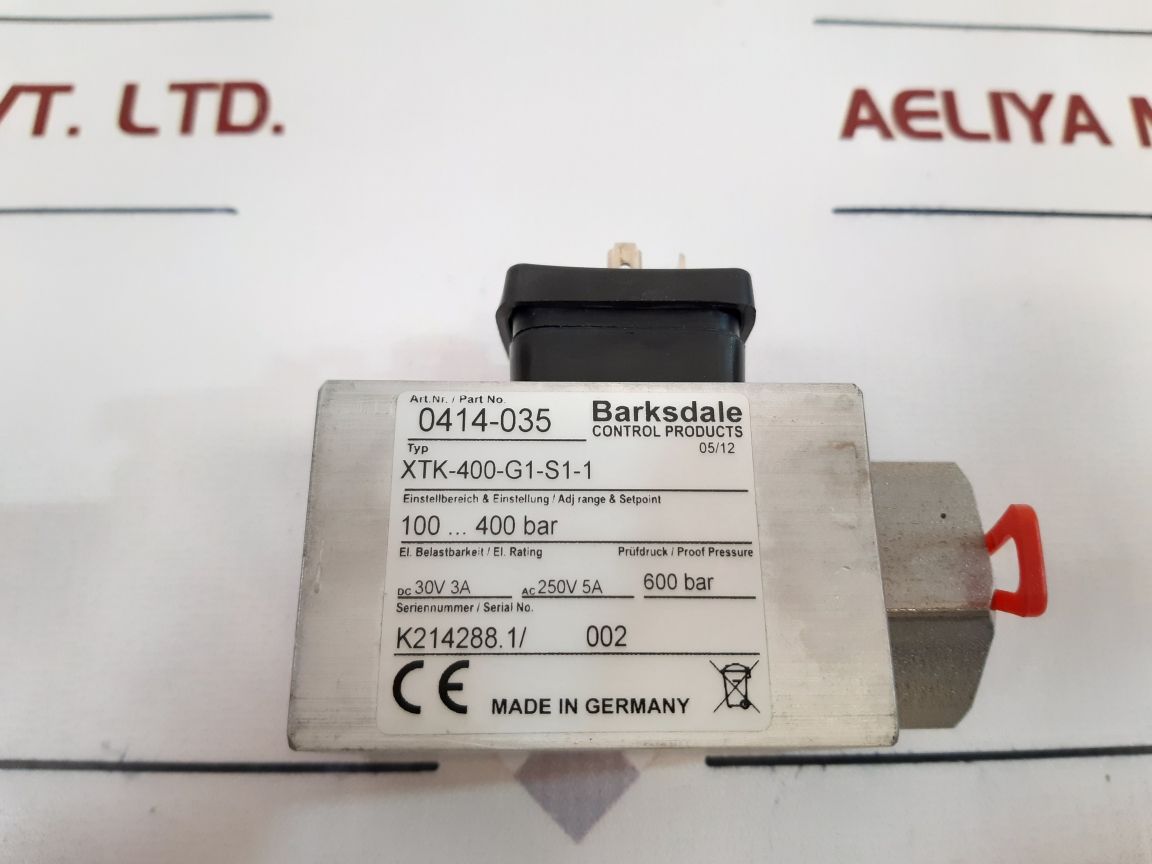 VT. LTD.
AELIYA M
Art.Nr. / Part No.
0414-035
Barksdale
CONTROL PRODUCTS
05/12
Typ
XTK-400-G1-S1-1
Einstellbereich & Einstellung / Adj range & Setpoint
100 ... 400 bar
El. Belastbarkeit / El. Rating
Prüfdruck / Proof Pressure
DC 30V 3A
AC 250V 5A
600 bar
Seriennummer / Serial No.
K214288.1/ 002
CE
MADE IN GERMANY